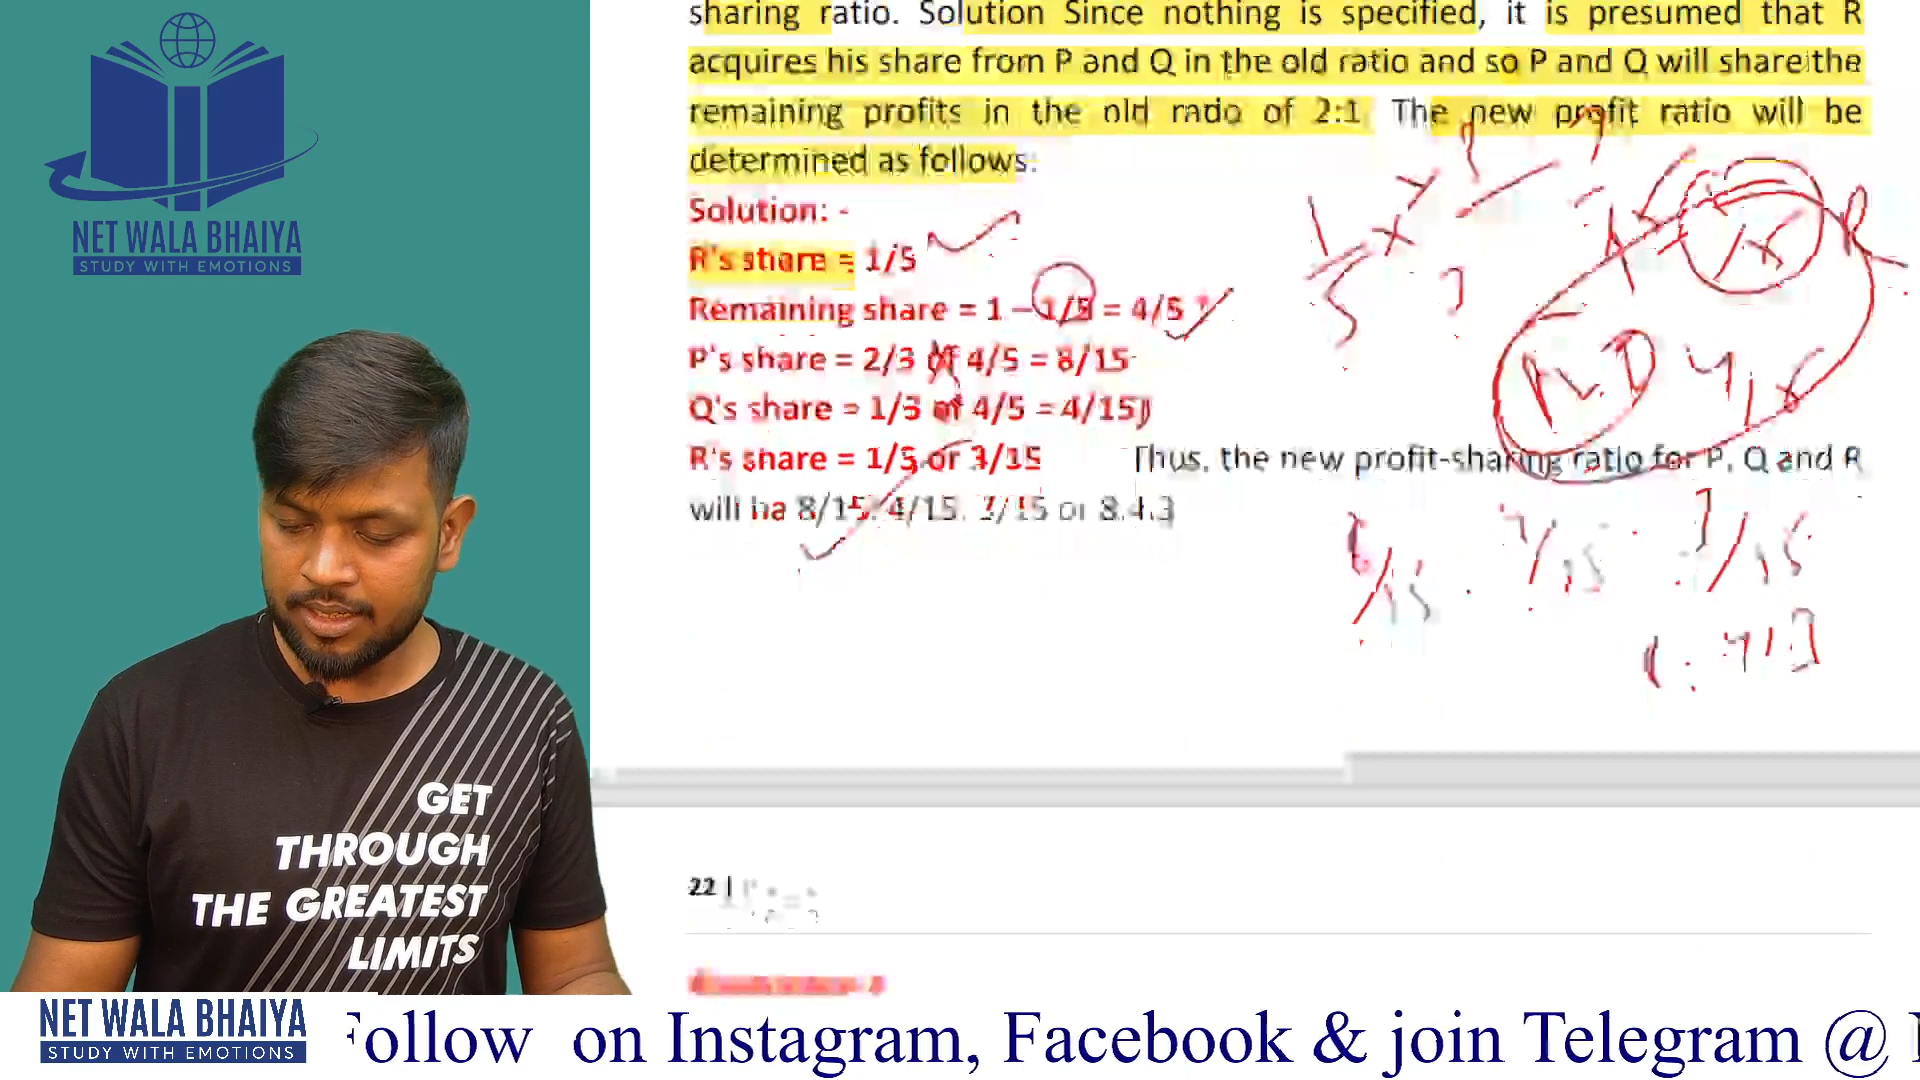 NET WALA BHAIYA
STUDY WITH EMOTIONS
sharing ratio. Solution Since nothing is specified, it is presumed that R
acquires his share from P and Q in the old ratio and so P and Q will share the
remaining profits in the old rado of 2:1. The new profit ratio will be
determined as follows:
Solution: -
R's share = 1/5
Remaining share = 1 – 1/5 = 4/5
P's share = 2/3 of 4/5 = 8/15
Q's share = 1/3 of 4/5 = 4/15
R's share = 1/5 or 3/15 Thus, the new profit-sharing ratio for P, Q and R
will ba 8/15: 4/15: 3/15 or 8:4:3
22 |
GET
THROUGH
THE GREATEST
LIMITS
NET WALA BHAIYA
STUDY WITH EMOTIONS
Follow on Instagram, Facebook & join Telegram @